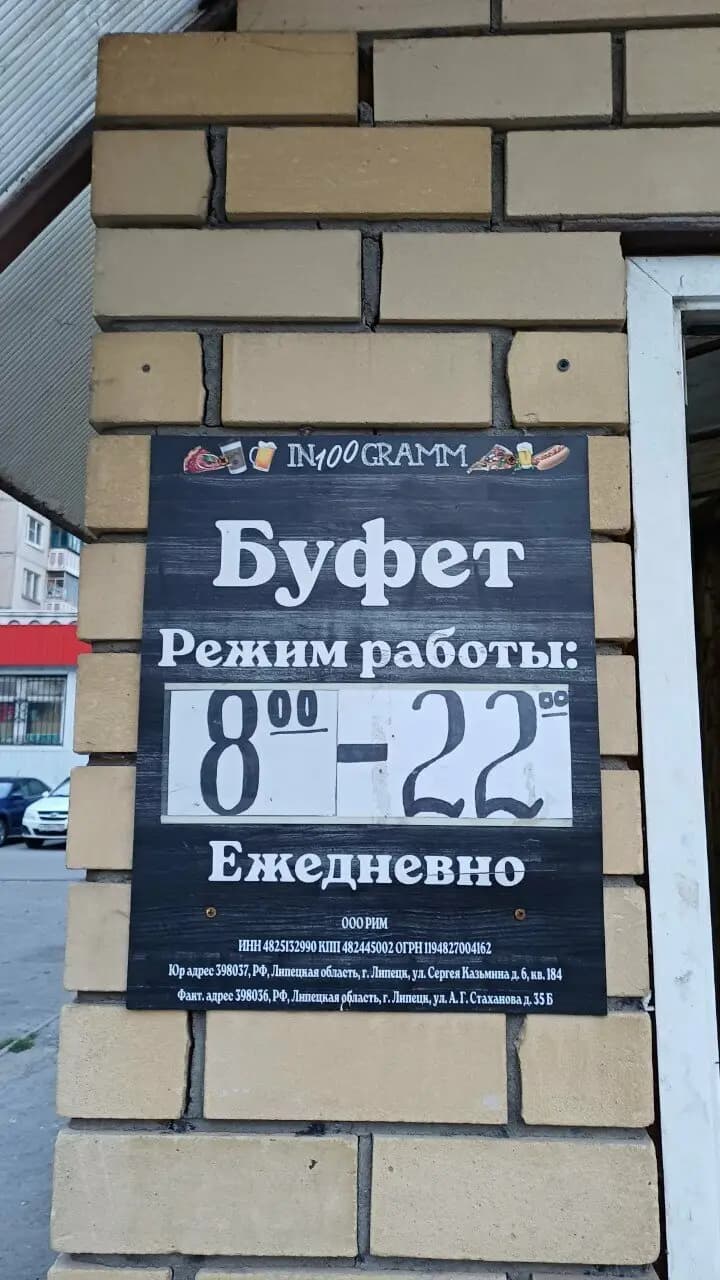 IN100GRAMM
Буфет
Режим работы:
8⁰⁰ - 22⁰⁰
Ежедневно
ООО РИМ
ИНН 4825132990 КПП 482445002 ОГРН 1194827004162
Юр адрес 398037, РФ, Липецкая область, г. Липецк, ул. Сергея Казьмина д. 6, кв. 184
Факт. адрес 398036, РФ, Липецкая область, г. Липецк, ул. А. Г. Стаханова д. 35 Б